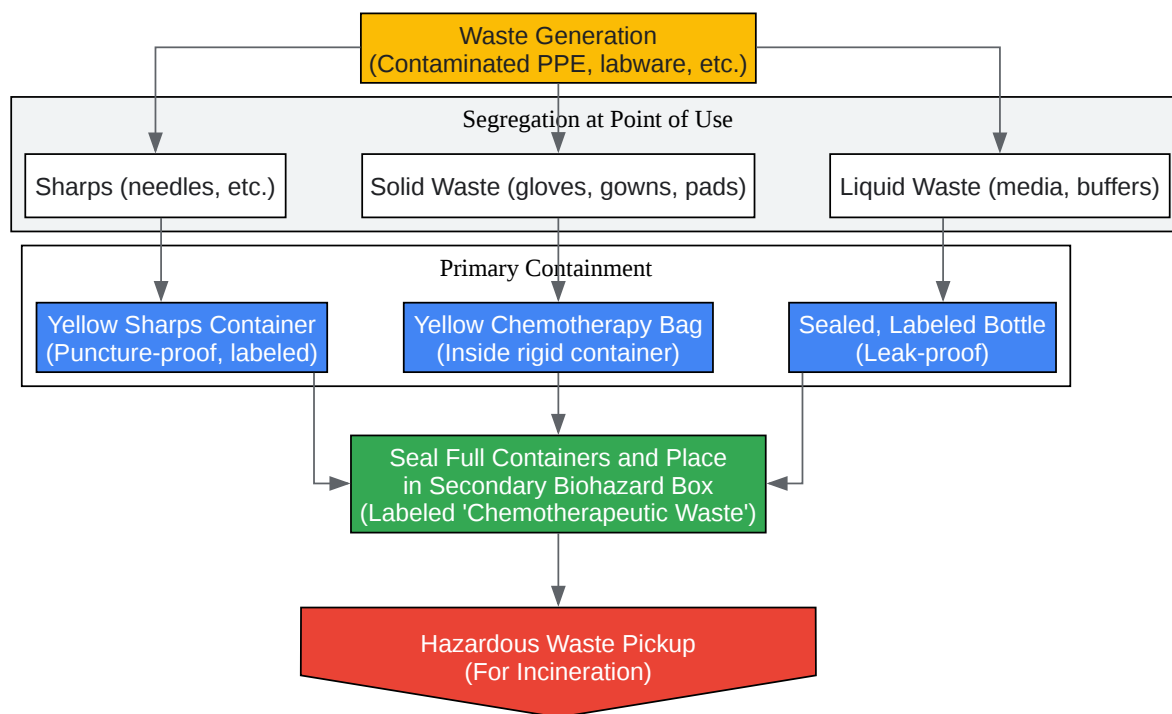 Waste Generation
(Contaminated PPE, labware, etc.)
Segregation at Point of Use
Sharps (needles, etc.)
Solid Waste (gloves, gowns, pads)
Liquid Waste (media, buffers)
Primary Containment
Yellow Sharps Container
(Puncture-proof, labeled)
Yellow Chemotherapy Bag
(Inside rigid container)
Sealed, Labeled Bottle
(Leak-proof)
Seal Full Containers and Place
in Secondary Biohazard Box
(Labeled 'Chemotherapeutic Waste')
Hazardous Waste Pickup
(For Incineration)